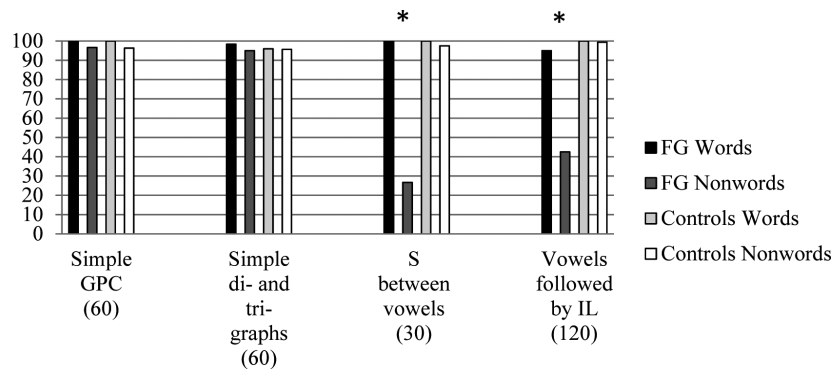 * *
100
90
80
70
60
50
40
30
20
10
0
FG Words
FG Nonwords
Controls Words
Controls Nonwords
Simple
GPC
(60)
Simple
di- and
tri-
graphs
(60)
S
between
vowels
(30)
Vowels
followed
by IL
(120)